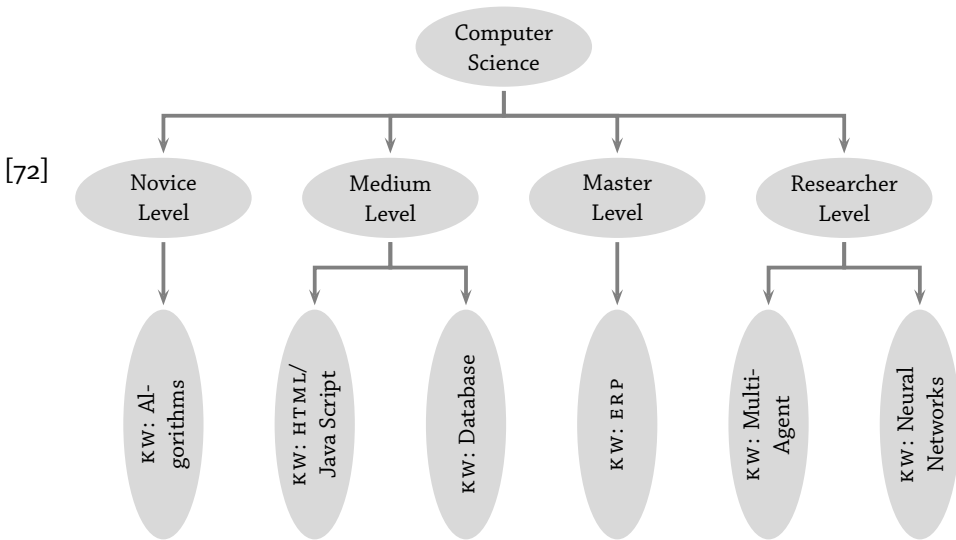 Computer
Science
[72]
Novice
Level
Medium
Level
Master
Level
Researcher
Level
KW: Al-
gorithms
KW: HTML/
Java Script
KW: Database
KW: ERP
KW: Multi-
Agent
KW: Neural
Networks